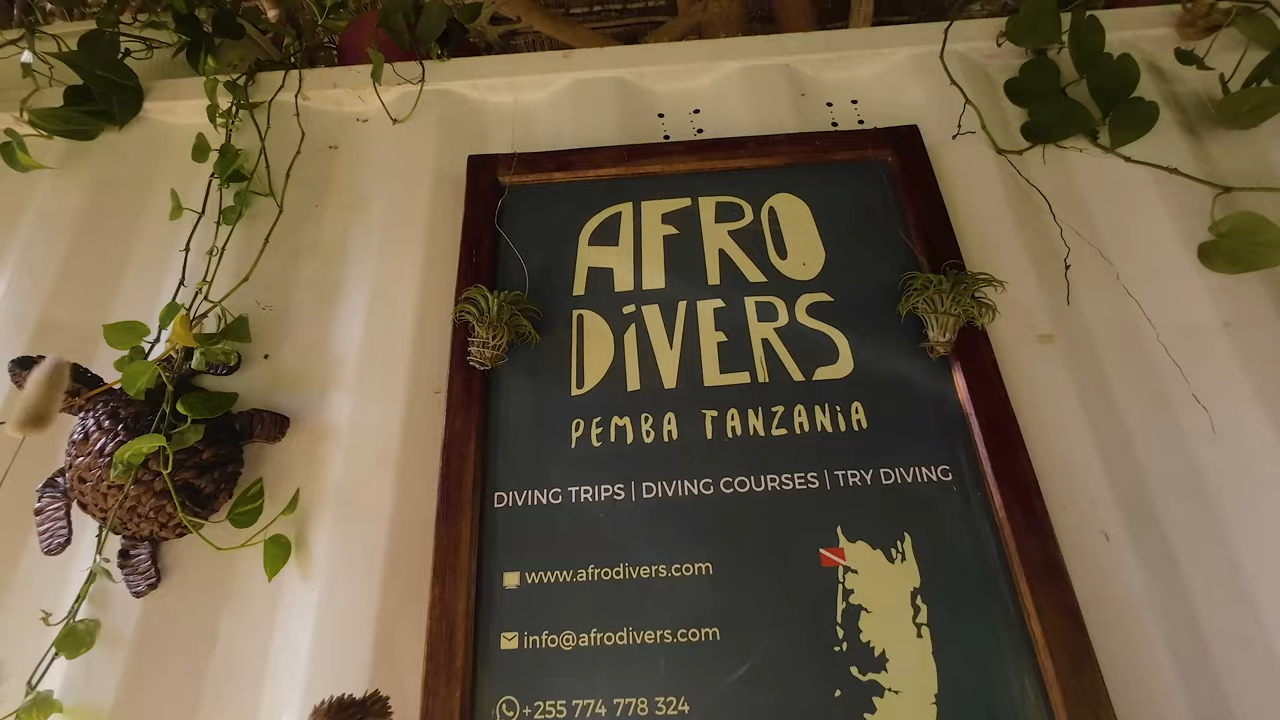 AFRO
DiVERS
PEMBA TANZANiA
DIVING TRIPS | DIVING COURSES | TRY DIVING
www.afrodivers.com
info@afrodivers.com
+255 774 778 324